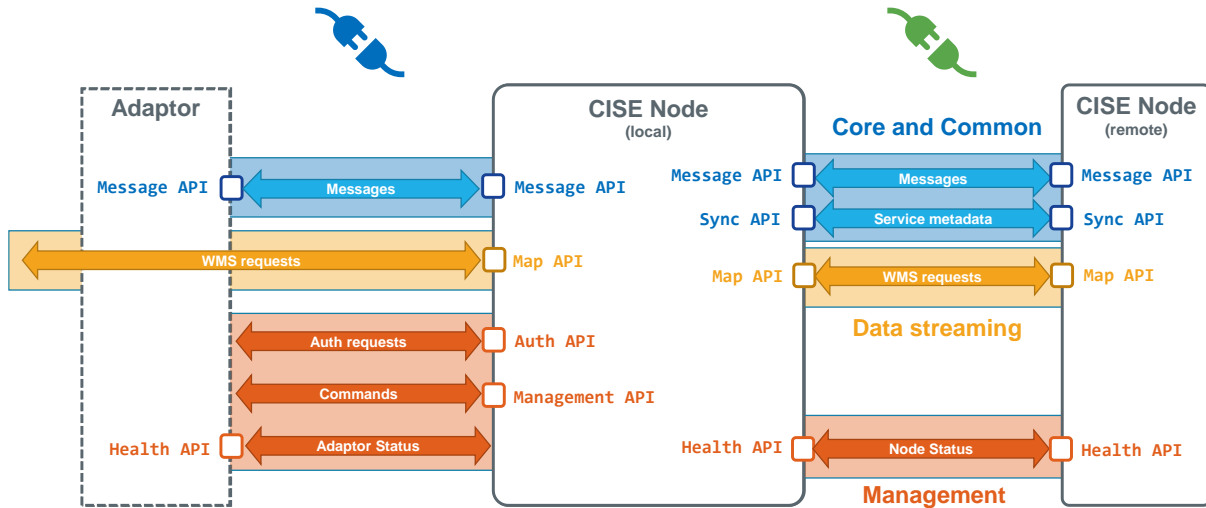 Adaptor
CISE Node
(local)
CISE Node
(remote)
Core and Common
Message API
Messages
Message API
Message API
Messages
Message API
Sync API
Service metadata
Sync API
WMS requests
Map API
Map API
WMS requests
Map API
Data streaming
Auth requests
Auth API
Commands
Management API
Health API
Adaptor Status
Health API
Node Status
Health API
Management